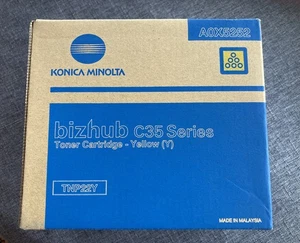 A0X5252
KONICA MINOLTA
bizhub C35 Series
Toner Cartridge - Yellow (Y)
TNP22Y
MADE IN MALAYSIA